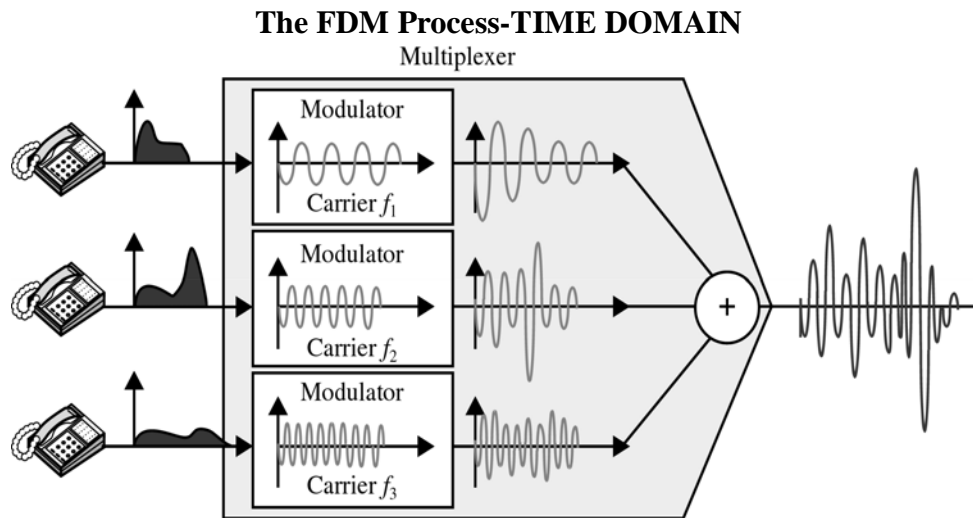 The FDM Process-TIME DOMAIN
Multiplexer
Modulator
Carrier f₁
Modulator
Carrier f₂
+
Modulator
Carrier f₃